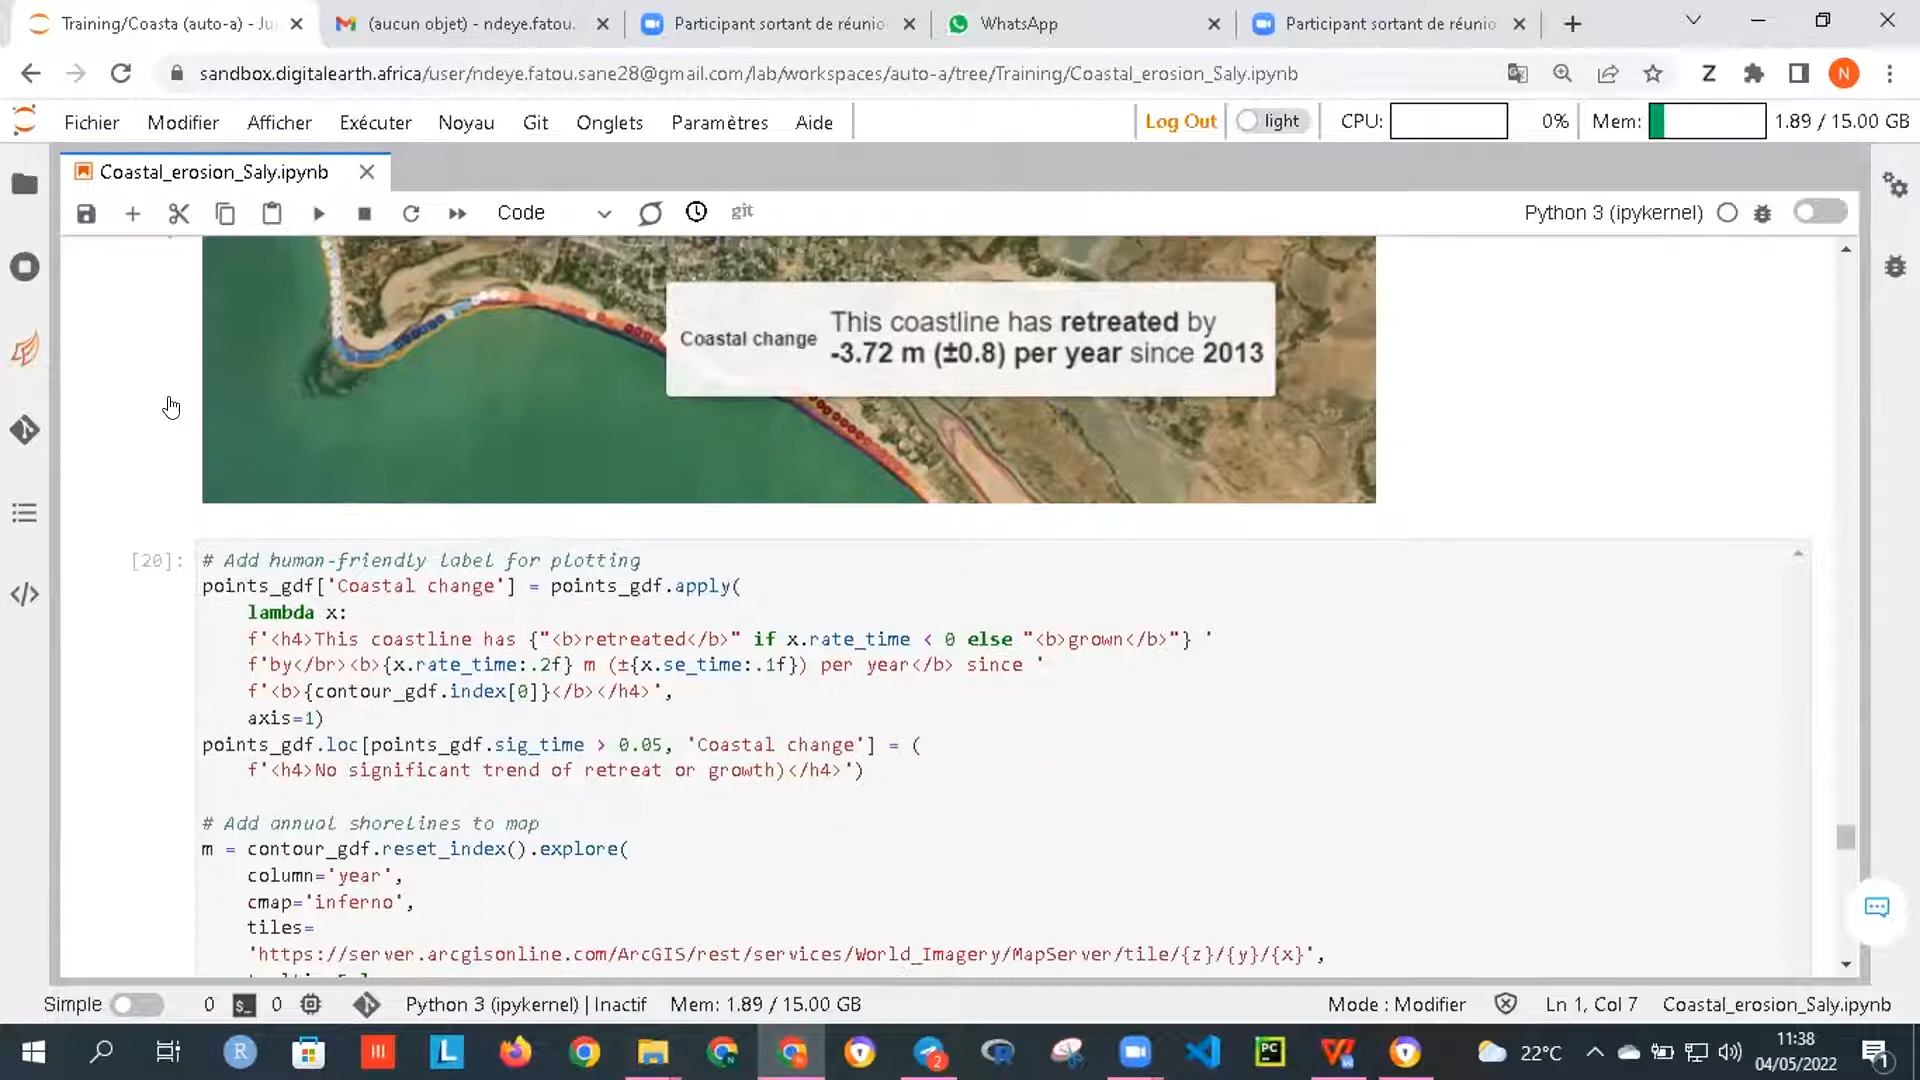 Training/Coasta (auto-a) - Ju
(aucun objet) - ndeye.fatou.
Participant sortant de réunio
WhatsApp
Participant sortant de réunio
sandbox.digitalearth.africa/user/ndeye.fatou.sane28@gmail.com/lab/workspaces/auto-a/tree/Training/Coastal_erosion_Saly.ipynb
Z
N
Fichier Modifier Afficher Exécuter Noyau Git Onglets Paramètres Aide
Log Out light CPU: 0% Mem: 1.89 / 15.00 GB
Coastal_erosion_Saly.ipynb
Code git Python 3 (ipykernel)
Coastal change
This coastline has retreated by
-3.72 m (±0.8) per year since 2013
[20]:
# Add human-friendly label for plotting
points_gdf['Coastal change'] = points_gdf.apply(
lambda x:
f'<h4>This coastline has {"<b>retreated</b>" if x.rate_time < 0 else "<b>grown</b>"} '
f'by</br><b>{x.rate_time:.2f} m (±{x.se_time:.1f}) per year</b> since '
f'<b>{contour_gdf.index[0]}</b></h4>',
axis=1)
points_gdf.loc[points_gdf.sig_time > 0.05, 'Coastal change'] = (
f'<h4>No significant trend of retreat or growth)</h4>')
# Add annual shorelines to map
m = contour_gdf.reset_index().explore(
column='year',
cmap='inferno',
tiles=
'https://server.arcgisonline.com/ArcGIS/rest/services/World_Imagery/MapServer/tile/{z}/{y}/{x}',
Simple 0 0 Python 3 (ipykernel) | Inactif Mem: 1.89 / 15.00 GB Mode : Modifier Ln 1, Col 7 Coastal_erosion_Saly.ipynb
22°C
11:38
04/05/2022